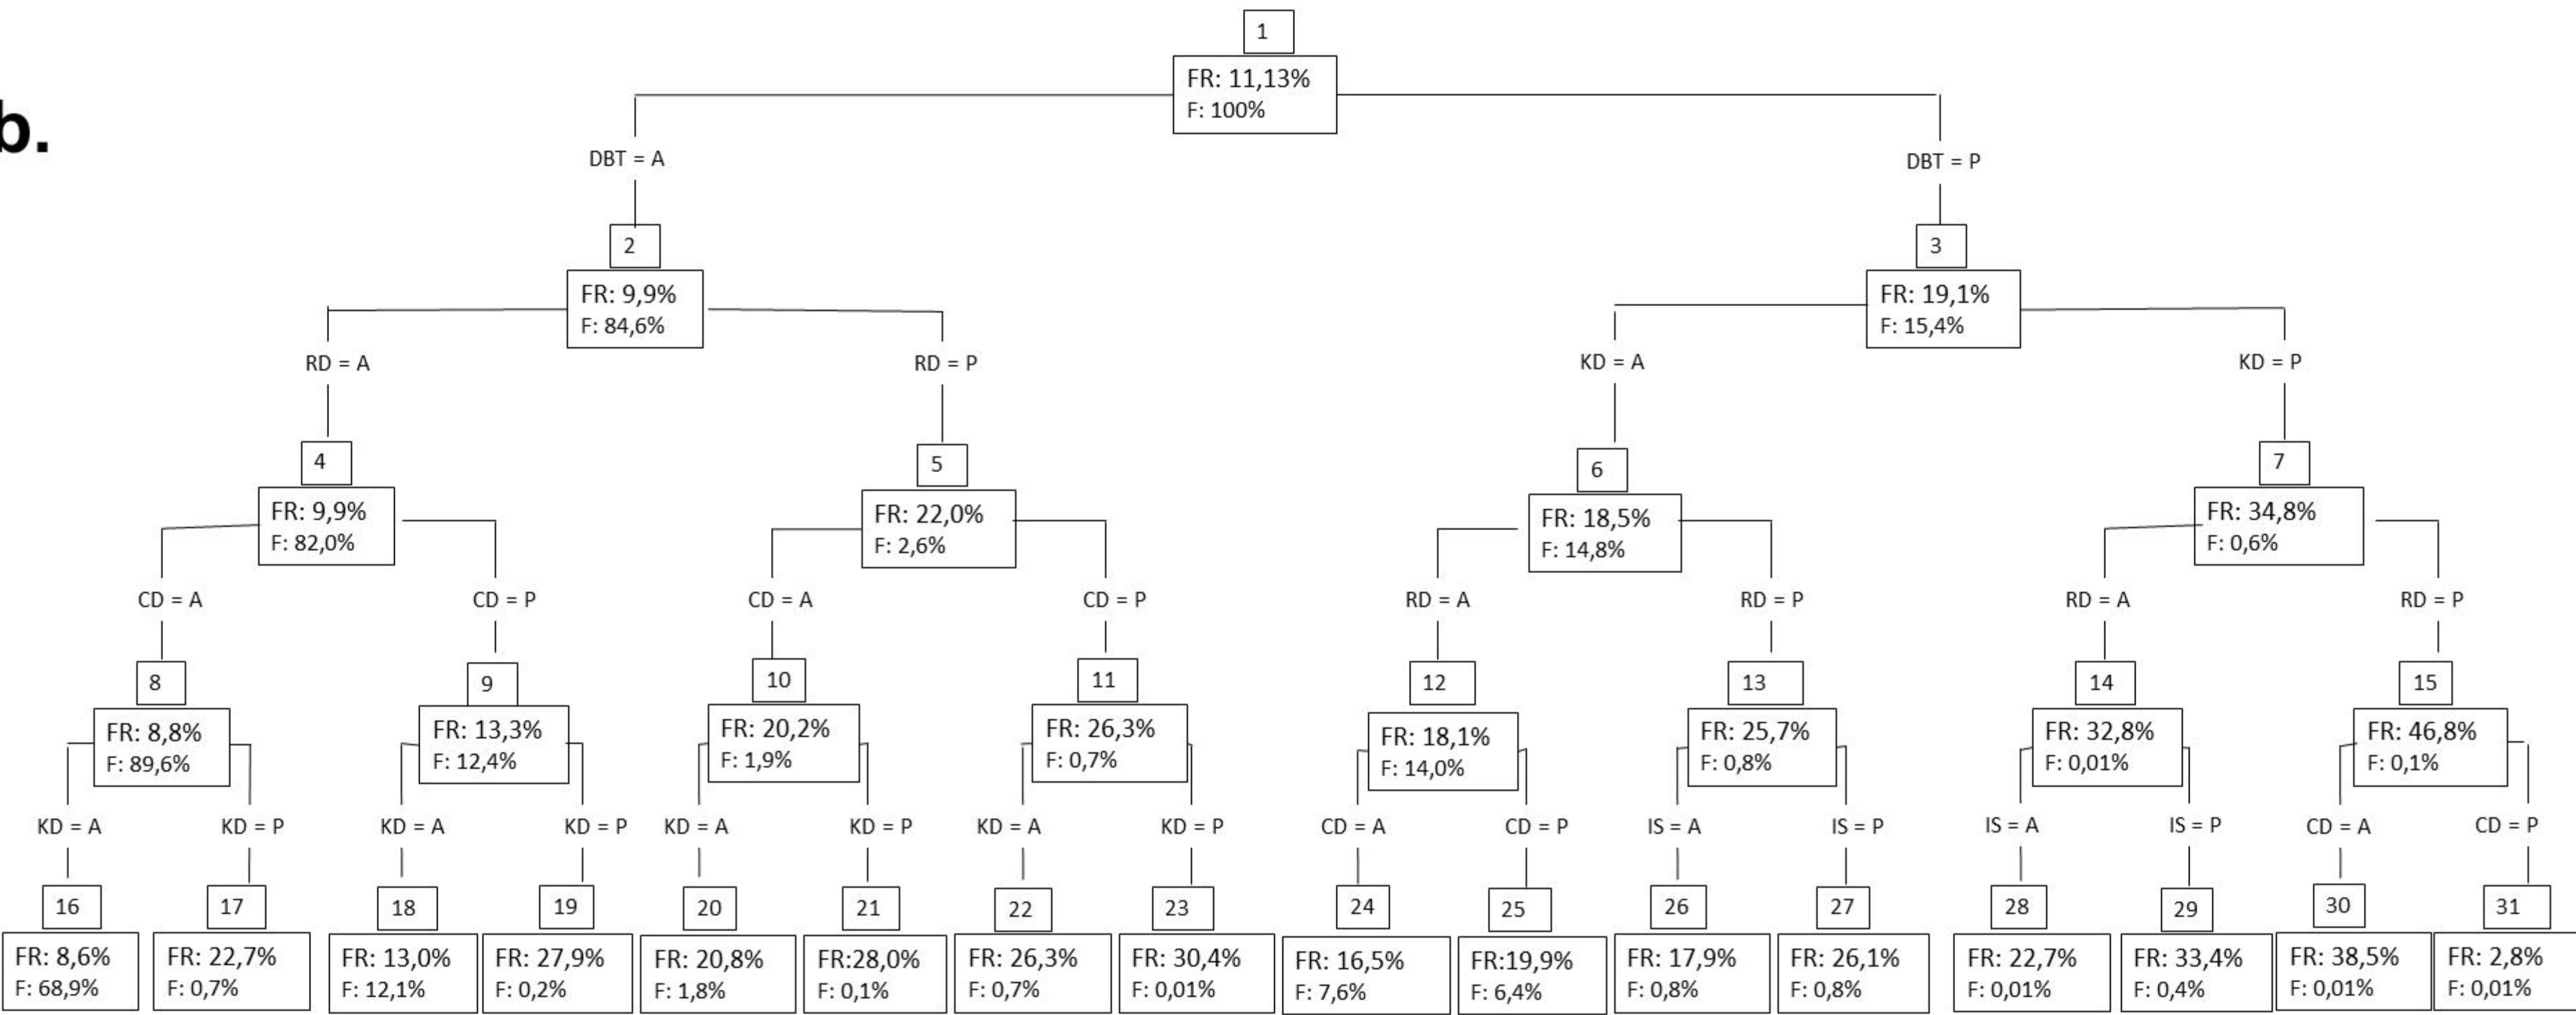 b.
1
FR: 11,13%
F: 100%
DBT = A
DBT = P
2
FR: 9,9%
F: 84,6%
3
FR: 19,1%
F: 15,4%
RD = A
RD = P
KD = A
KD = P
4
FR: 9,9%
F: 82,0%
5
FR: 22,0%
F: 2,6%
6
FR: 18,5%
F: 14,8%
7
FR: 34,8%
F: 0,6%
CD = A
CD = P
CD = A
CD = P
RD = A
RD = P
RD = A
RD = P
8
FR: 8,8%
F: 89,6%
9
FR: 13,3%
F: 12,4%
10
FR: 20,2%
F: 1,9%
11
FR: 26,3%
F: 0,7%
12
FR: 18,1%
F: 14,0%
13
FR: 25,7%
F: 0,8%
14
FR: 32,8%
F: 0,01%
15
FR: 46,8%
F: 0,1%
KD = A
KD = P
KD = A
KD = P
KD = A
KD = P
KD = A
KD = P
CD = A
CD = P
IS = A
IS = P
IS = A
IS = P
CD = A
CD = P
16
FR: 8,6%
F: 68,9%
17
FR: 22,7%
F: 0,7%
18
FR: 13,0%
F: 12,1%
19
FR: 27,9%
F: 0,2%
20
FR: 20,8%
F: 1,8%
21
FR:28,0%
F: 0,1%
22
FR: 26,3%
F: 0,7%
23
FR: 30,4%
F: 0,01%
24
FR: 16,5%
F: 7,6%
25
FR:19,9%
F: 6,4%
26
FR: 17,9%
F: 0,8%
27
FR: 26,1%
F: 0,8%
28
FR: 22,7%
F: 0,01%
29
FR: 33,4%
F: 0,4%
30
FR: 38,5%
F: 0,01%
31
FR: 2,8%
F: 0,01%